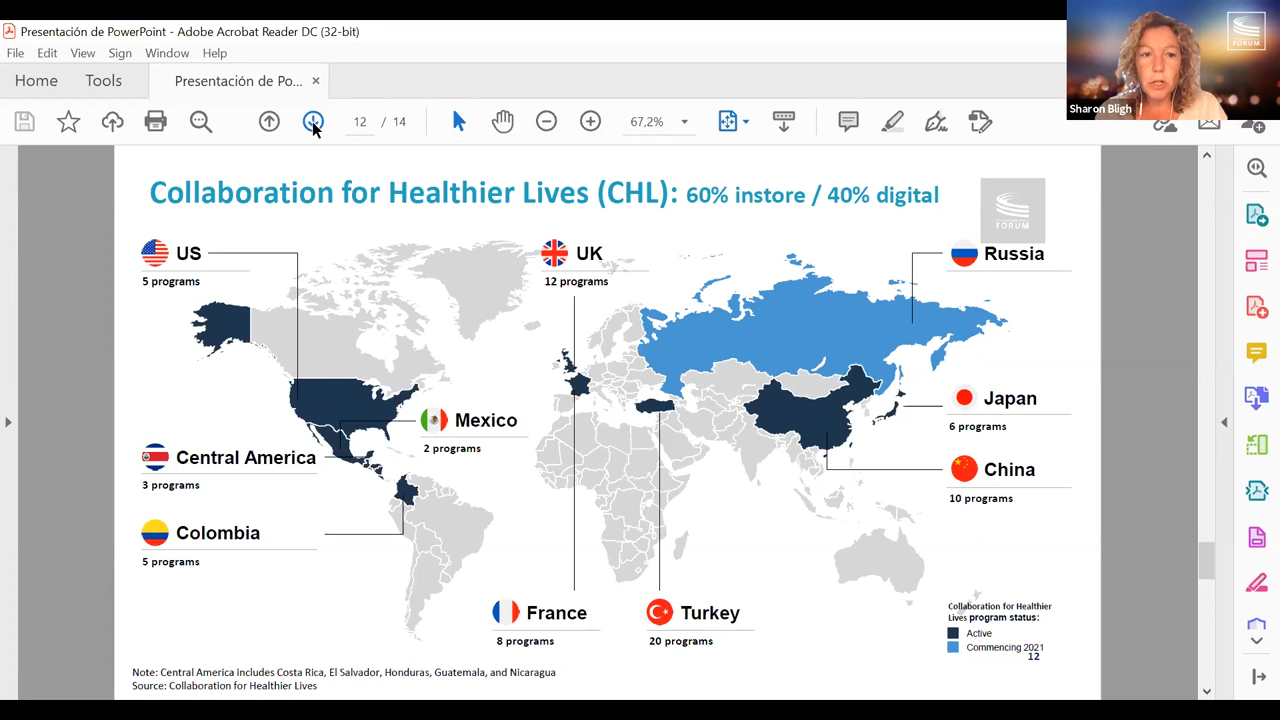 Presentación de PowerPoint - Adobe Acrobat Reader DC (32-bit)
File Edit View Sign Window Help
Home Tools Presentación de Po... ×
12 / 14 67,2%
FORUM
Sharon Bligh
Collaboration for Healthier Lives (CHL): 60% instore / 40% digital
FORUM
US
5 programs
UK
12 programs
Russia
Mexico
2 programs
Japan
6 programs
Central America
3 programs
China
10 programs
Colombia
5 programs
France
8 programs
Turkey
20 programs
Collaboration for Healthier
Lives program status:
Active
Commencing 2021
12
Note: Central America includes Costa Rica, El Salvador, Honduras, Guatemala, and Nicaragua
Source: Collaboration for Healthier Lives